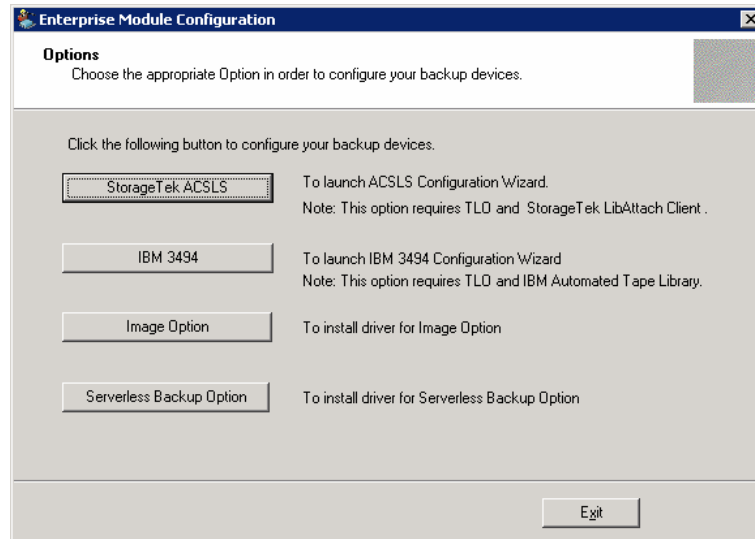 Enterprise Module Configuration
Options
Choose the appropriate Option in order to configure your backup devices.
Click the following button to configure your backup devices.
StorageTek ACSLS
To launch ACSLS Configuration Wizard.
Note: This option requires TLO and StorageTek LibAttach Client .
IBM 3494
To launch IBM 3494 Configuration Wizard
Note: This option requires TLO and IBM Automated Tape Library.
Image Option
To install driver for Image Option
Serverless Backup Option
To install driver for Serverless Backup Option
Exit